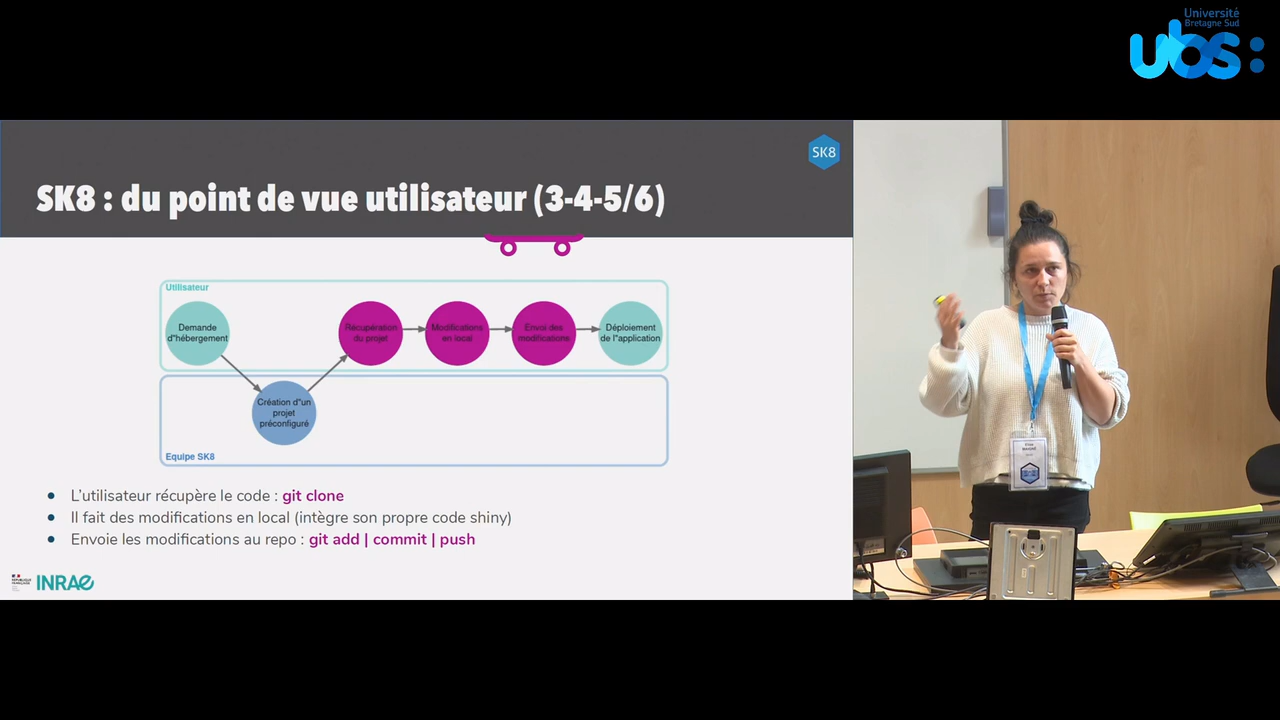 Université
Bretagne Sud
ubs:
SK8
SK8 : du point de vue utilisateur (3-4-5/6)
Utilisateur
Demande
d"hébergement
Récupération
du projet
Modifications
en local
Envoi des
modifications
Déploiement
de l"application
Création d"un
projet
préconfiguré
Equipe SK8
L'utilisateur récupère le code : git clone
Il fait des modifications en local (intègre son propre code shiny)
Envoie les modifications au repo : git add | commit | push
RÉPUBLIQUE
FRANÇAISE
INRAE